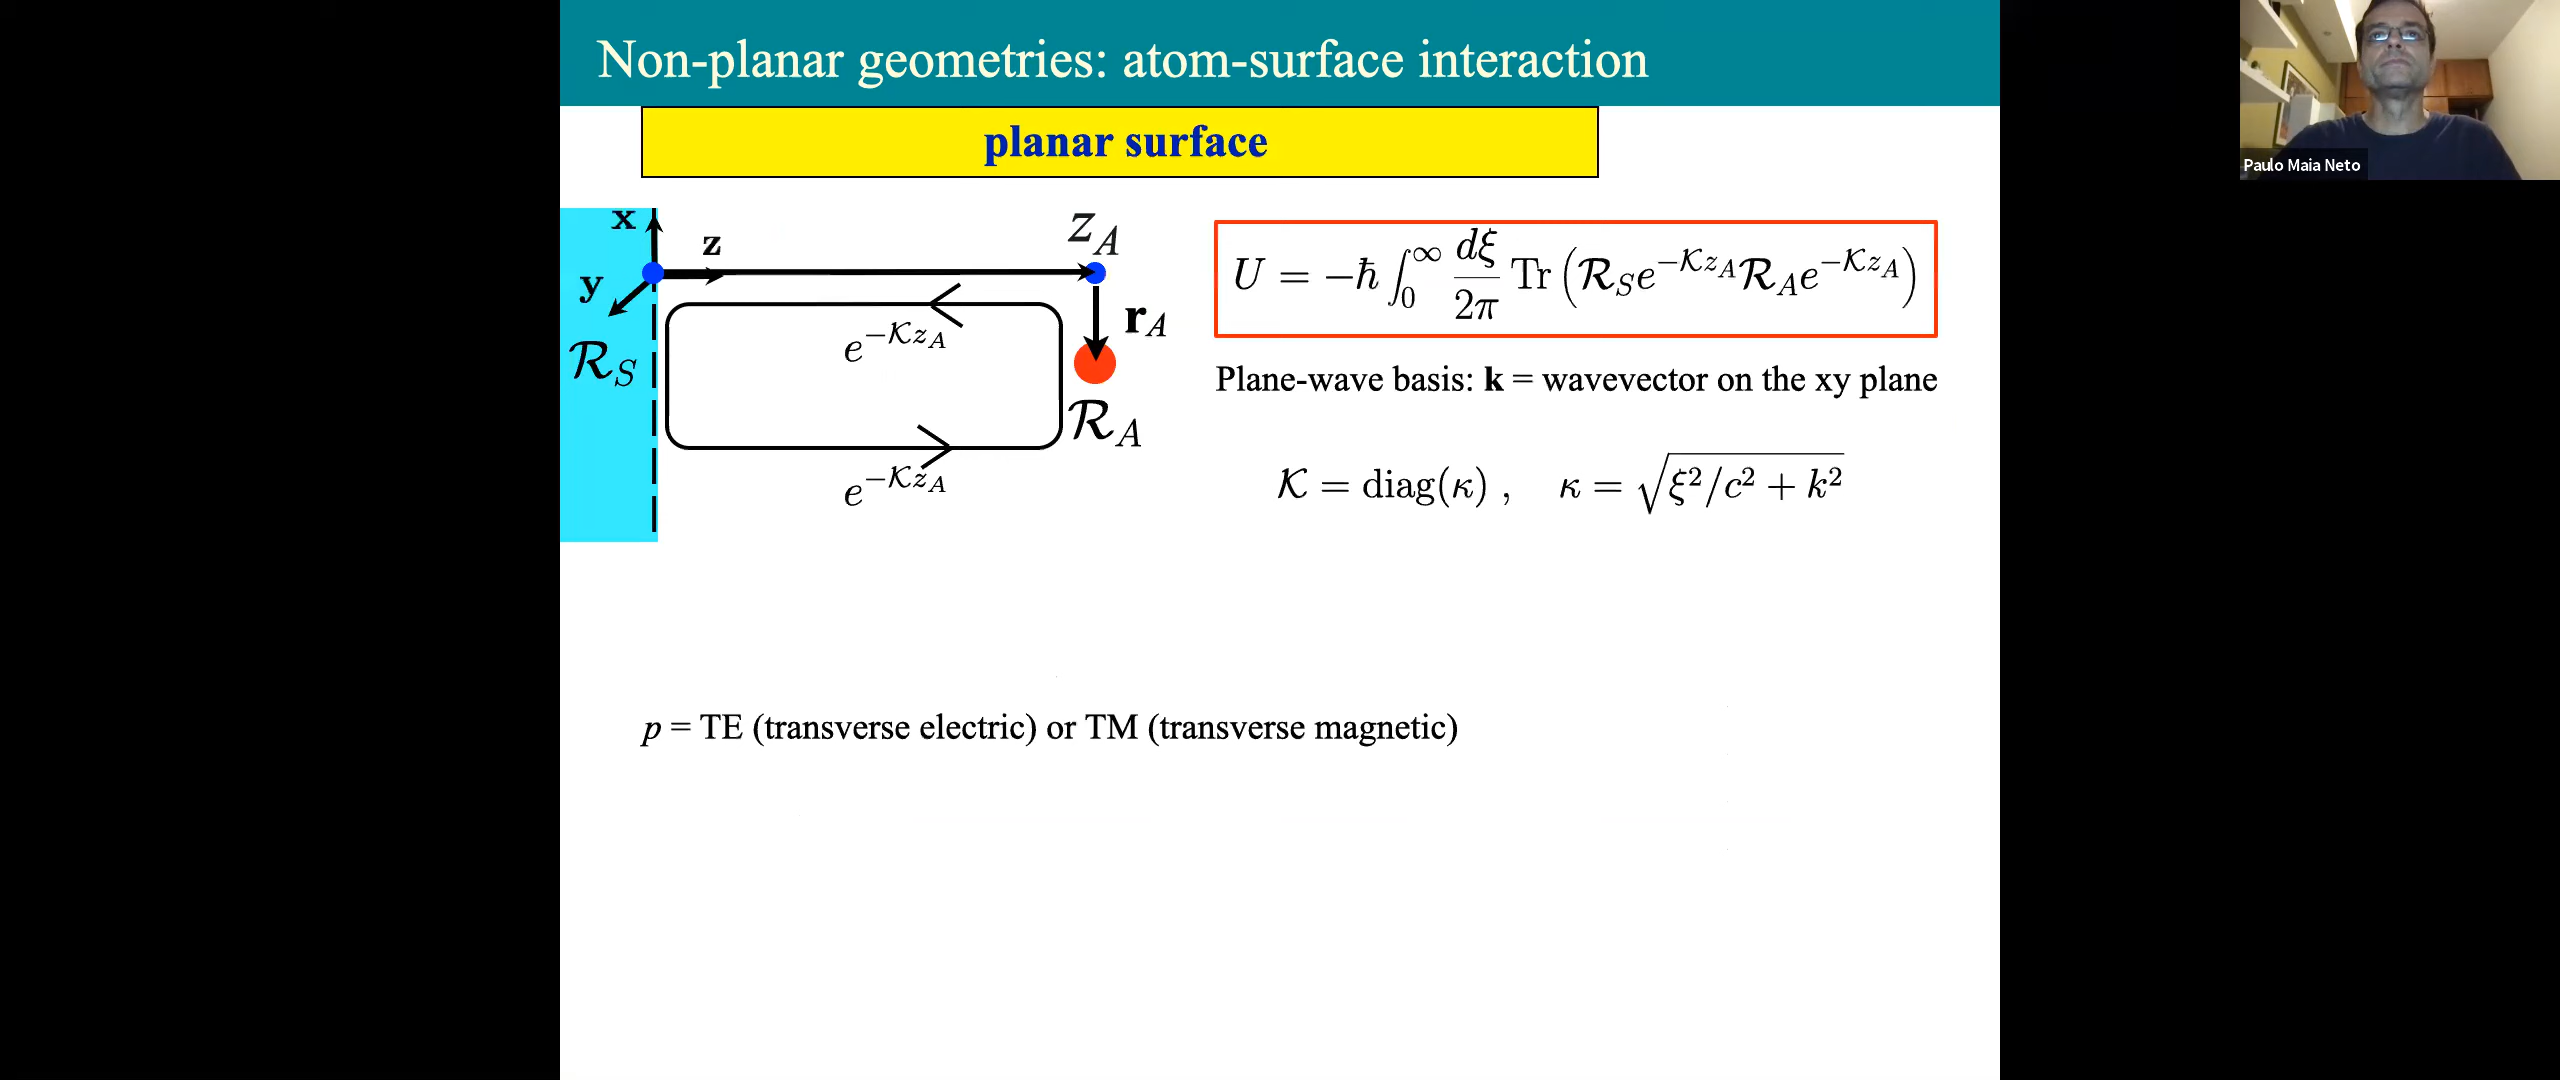 Non-planar geometries: atom-surface interaction
planar surface
x
y
z
z_A
r_A
ℛ_S
ℛ_A
e^{-𝒦z_A}
e^{-𝒦z_A}
U = −ħ ∫_0^∞ dξ/2π Tr (ℛ_S e^{-𝒦z_A} ℛ_A e^{-𝒦z_A})
Plane-wave basis: k = wavevector on the xy plane
𝒦 = diag(κ) , κ = √(ξ²/c² + k²)
p = TE (transverse electric) or TM (transverse magnetic)
Paulo Maia Neto